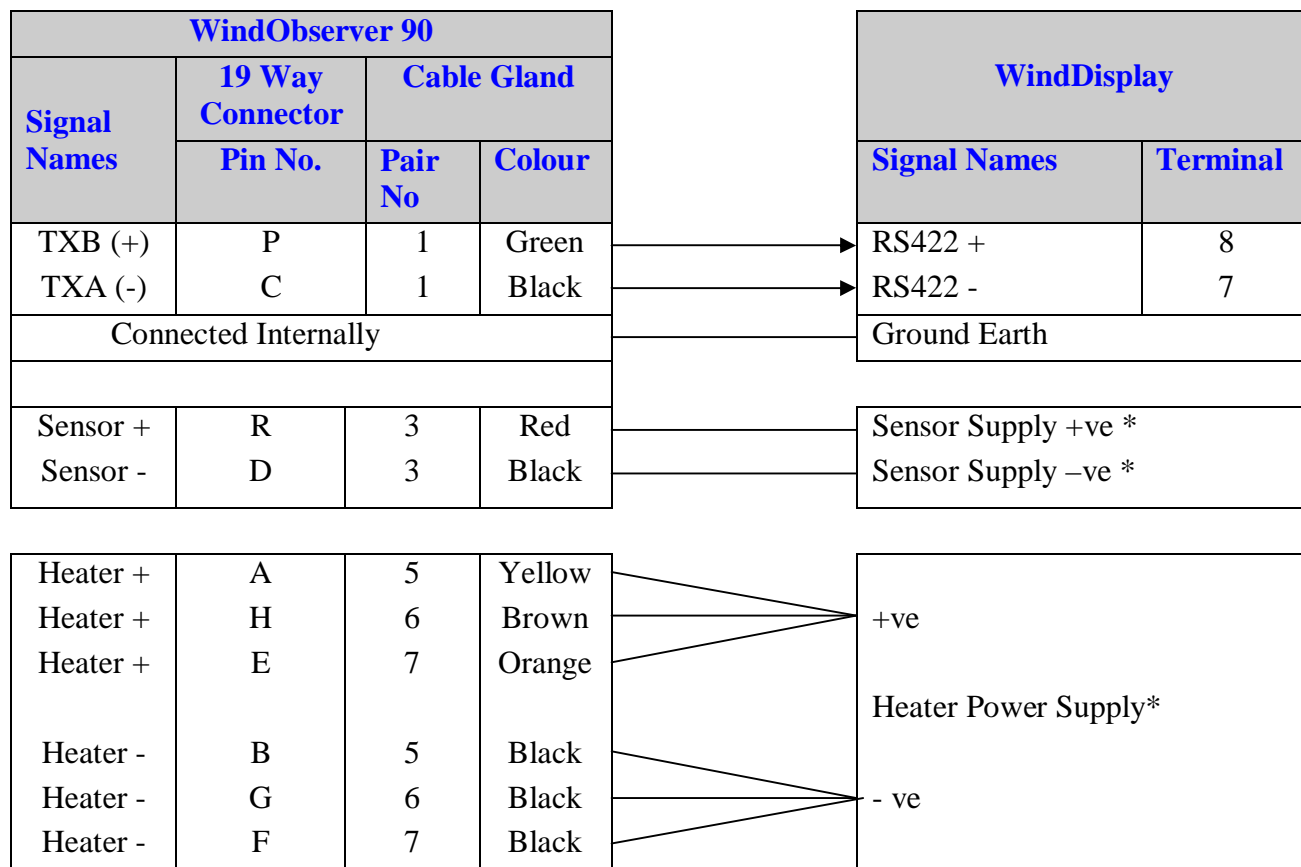 WindObserver 90
WindDisplay
Signal Names
19 Way Connector
Cable Gland
Pin No.
Pair No
Colour
Signal Names
Terminal
TXB (+) P 1 Green RS422 + 8
TXA (-) C 1 Black RS422 - 7
Connected Internally Ground Earth
Sensor + R 3 Red Sensor Supply +ve *
Sensor - D 3 Black Sensor Supply –ve *
Heater + A 5 Yellow
Heater + H 6 Brown +ve
Heater + E 7 Orange
Heater Power Supply*
Heater - B 5 Black
Heater - G 6 Black - ve
Heater - F 7 Black